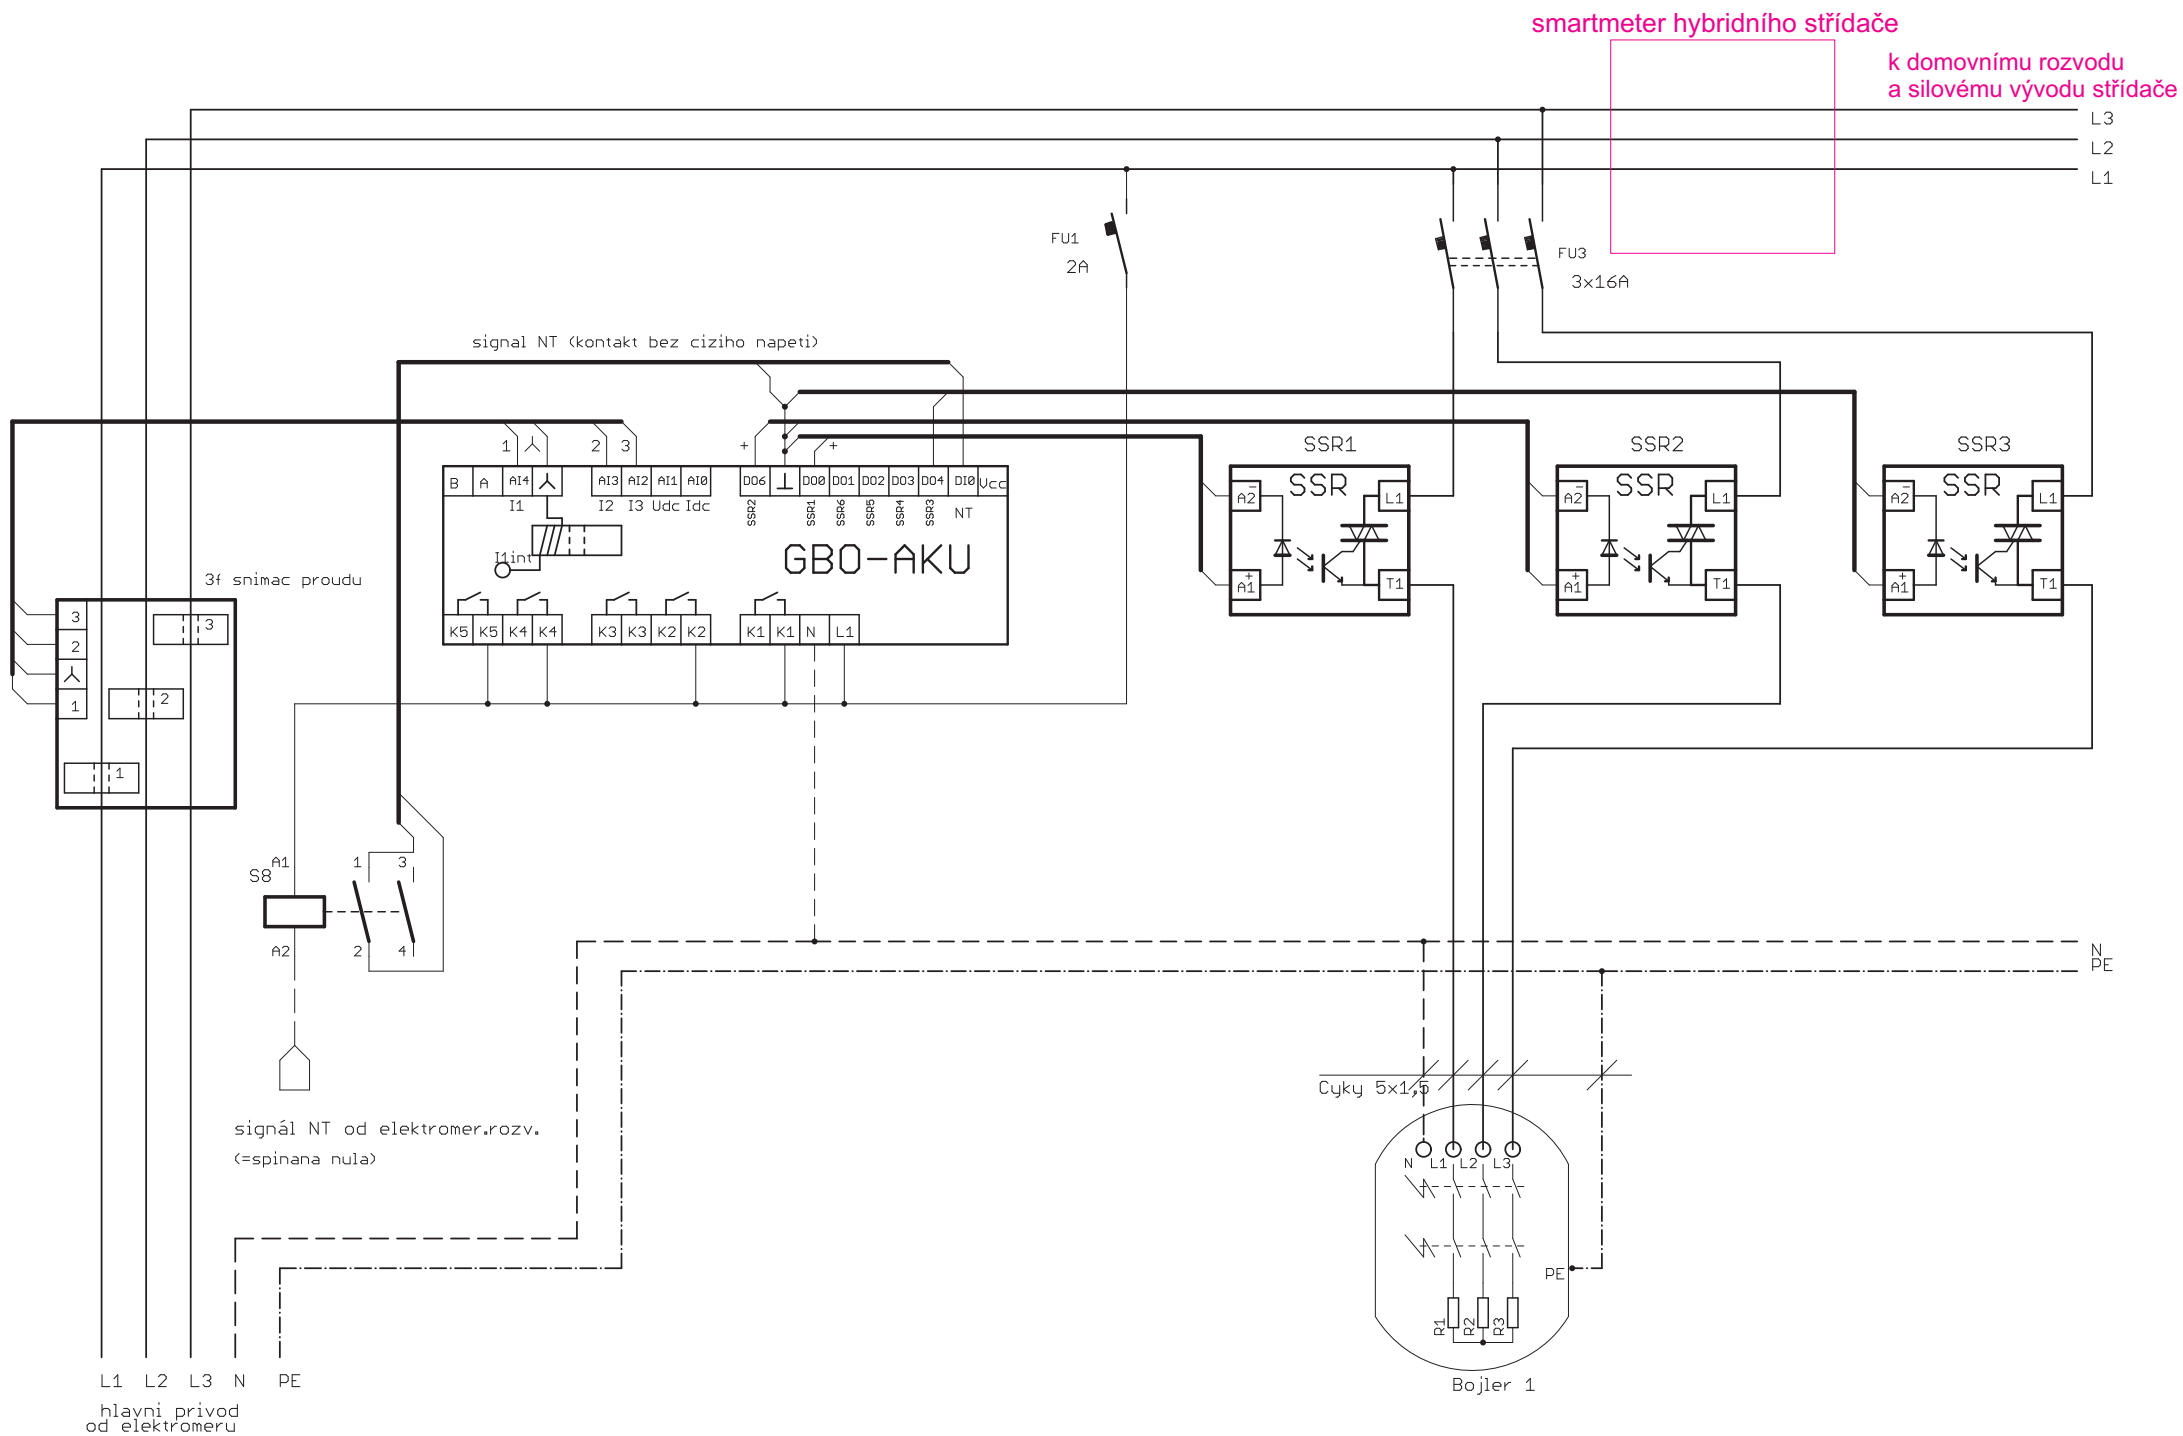 smartmeter hybridního střídače
k domovnímu rozvodu
a silovému vývodu střídače
L3
L2
L1
FU1
2A
FU3
3x16A
signal NT (kontakt bez ciziho napeti)
1 2 3 + +
SSR1 SSR2 SSR3
B A AI4 AI3 AI2 AI1 AI0 DO6 DO0 DO1 DO2 DO3 DO4 DI0 Vcc
I1 I2 I3 Udc Idc SSR2 SSR1 SSR6 SSR5 SSR4 SSR3 NT
I1int
GBO-AKU
K5 K5 K4 K4 K3 K3 K2 K2 K1 K1 N L1
SSR
A2 - L1
A1 + T1
SSR
A2 - L1
A1 + T1
SSR
A2 - L1
A1 + T1
3f snimac proudu
3 3
2
2
1
1
A1 1 3
S8
A2 2 4
N
PE
signál NT od elektromer.rozv.
(=spinana nula)
Cyky 5x1,5
N L1 L2 L3
PE
R1 R2 R3
Bojler 1
L1 L2 L3 N PE
hlavni privod
od elektromeru